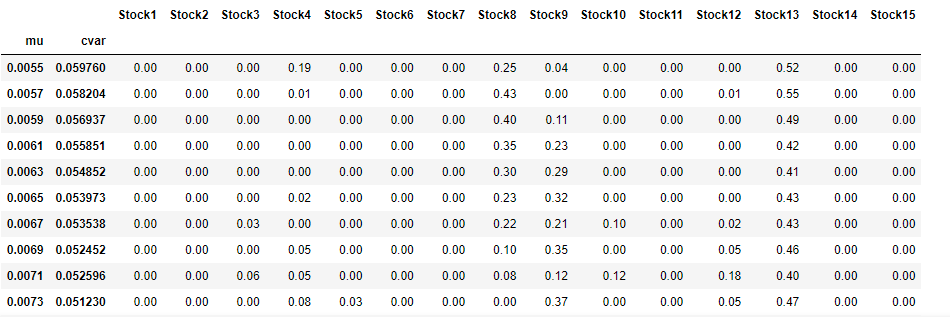 Stock1 Stock2 Stock3 Stock4 Stock5 Stock6 Stock7 Stock8 Stock9 Stock10 Stock11 Stock12 Stock13 Stock14 Stock15
mu cvar
0.0055 0.059760 0.00 0.00 0.00 0.19 0.00 0.00 0.00 0.25 0.04 0.00 0.00 0.00 0.52 0.00 0.00
0.0057 0.058204 0.00 0.00 0.00 0.01 0.00 0.00 0.00 0.43 0.00 0.00 0.00 0.01 0.55 0.00 0.00
0.0059 0.056937 0.00 0.00 0.00 0.00 0.00 0.00 0.00 0.40 0.11 0.00 0.00 0.00 0.49 0.00 0.00
0.0061 0.055851 0.00 0.00 0.00 0.00 0.00 0.00 0.00 0.35 0.23 0.00 0.00 0.00 0.42 0.00 0.00
0.0063 0.054852 0.00 0.00 0.00 0.00 0.00 0.00 0.00 0.30 0.29 0.00 0.00 0.00 0.41 0.00 0.00
0.0065 0.053973 0.00 0.00 0.00 0.02 0.00 0.00 0.00 0.23 0.32 0.00 0.00 0.00 0.43 0.00 0.00
0.0067 0.053538 0.00 0.00 0.03 0.00 0.00 0.00 0.00 0.22 0.21 0.10 0.00 0.02 0.43 0.00 0.00
0.0069 0.052452 0.00 0.00 0.00 0.05 0.00 0.00 0.00 0.10 0.35 0.00 0.00 0.05 0.46 0.00 0.00
0.0071 0.052596 0.00 0.00 0.06 0.05 0.00 0.00 0.00 0.08 0.12 0.12 0.00 0.18 0.40 0.00 0.00
0.0073 0.051230 0.00 0.00 0.00 0.08 0.03 0.00 0.00 0.00 0.37 0.00 0.00 0.05 0.47 0.00 0.00